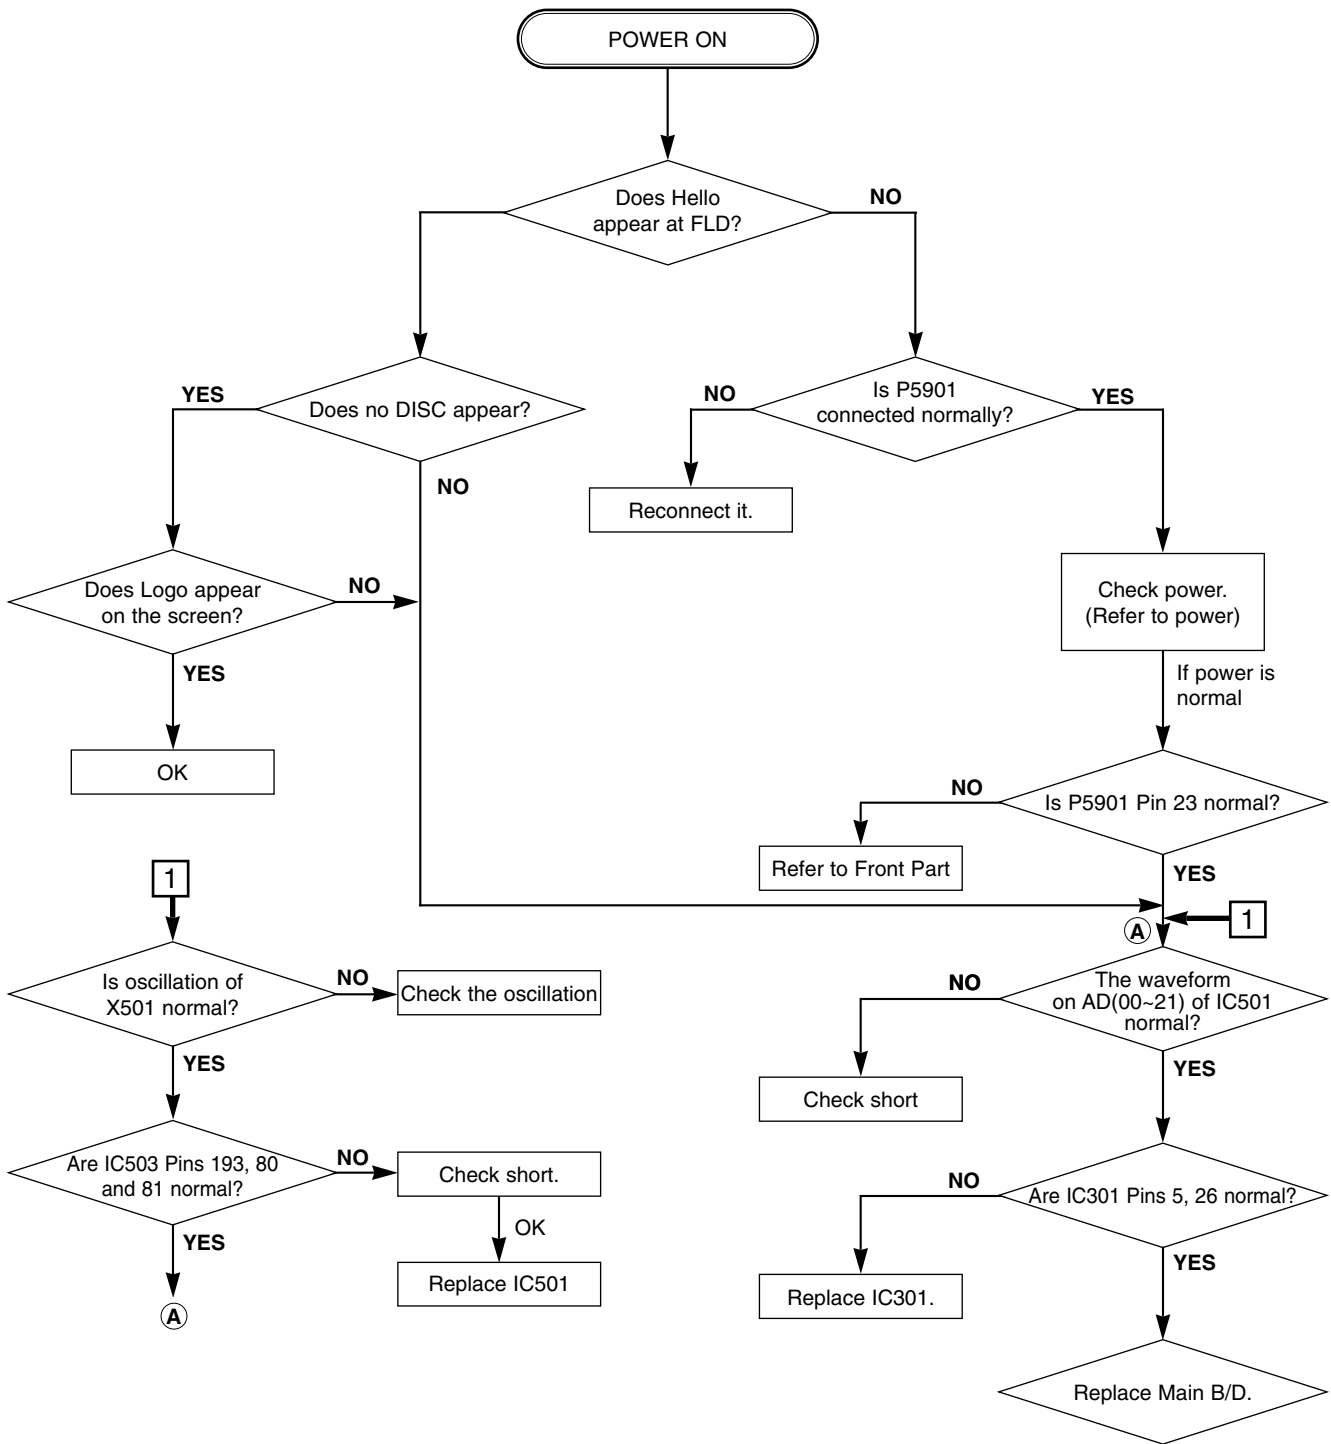 POWER ON
Does Hello
appear at FLD?
NO
Does no DISC appear?
YES
NO
Is P5901
connected normally?
NO
YES
Reconnect it.
Does Logo appear
on the screen?
NO
YES
OK
Check power.
(Refer to power)
If power is
normal
Is P5901 Pin 23 normal?
NO
Refer to Front Part
YES
1
A
1
Is oscillation of
X501 normal?
NO
Check the oscillation
YES
The waveform
on AD(00~21) of IC501
normal?
NO
Check short
YES
Are IC503 Pins 193, 80
and 81 normal?
NO
Check short.
OK
Replace IC501
YES
A
Are IC301 Pins 5, 26 normal?
NO
Replace IC301.
YES
Replace Main B/D.